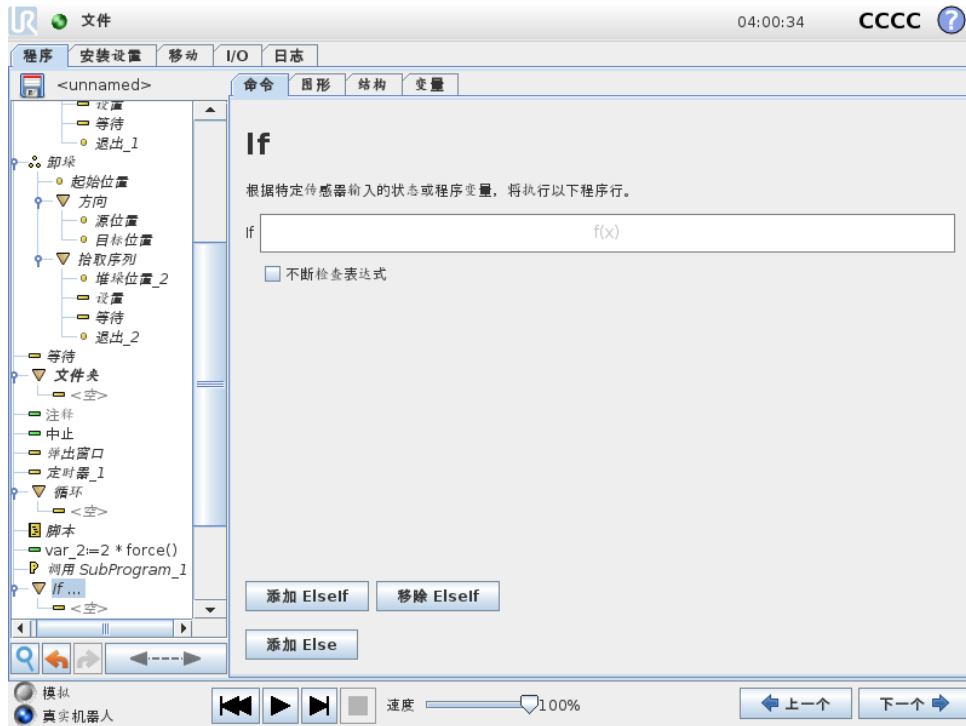 UR 文件 04:00:34 CCCC ?
程序 安装设置 移动 I/O 日志
<unnamed> 命令 图形 结构 变量
设置
等待
退出_1
卸垛
起始位置
方向
源位置
目标位置
拾取序列
堆垛位置_2
设置
等待
退出_2
等待
文件夹
<空>
注释
中止
弹出窗口
定时器_1
循环
<空>
脚本
var_2:=2 * force()
P 调用 SubProgram_1
If ...
<空>
If
根据特定传感器输入的状态或程序变量，将执行以下程序行。
If f(x)
不断检查表达式
添加 ElseIf 移除 ElseIf
添加 Else
模拟
真实机器人
速度 100%
上一个 下一个